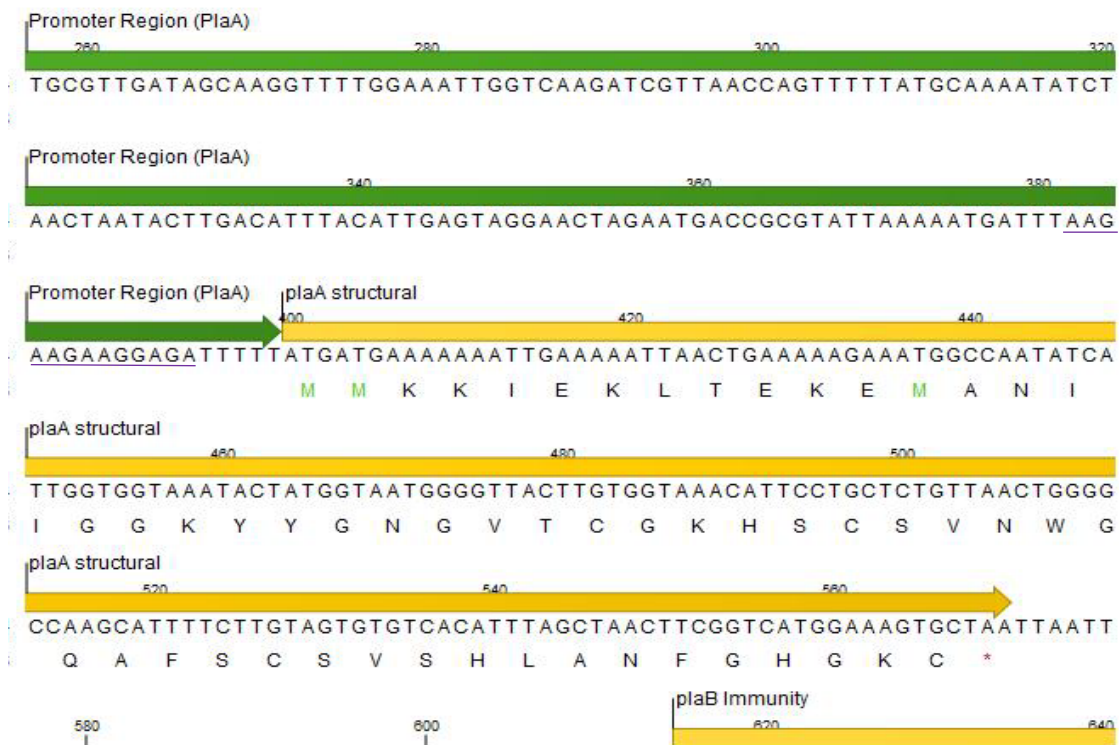 Promoter Region (PlaA)
260 280 300 320
TGCGTTGATAGCAAGGTTTTGGAAATTGGTCAAGATCGTTAACCAGTTTTTATGCAAAATATCT
Promoter Region (PlaA)
340 360 380
AACTAATACTTGACATTTACATTGAGTAGGAACTAGAATGACCGCGTATTAAAAATGATTTAAG
Promoter Region (PlaA) plaA structural
400 420 440
AAGAAGGAGATTTTTATGATGAAAAAAATTGAAAAATTAACTGAAAAAGAAATGGCCAATATCA
M M K K I E K L T E K E M A N I
plaA structural
460 480 500
TTGGTGGTAAATACTATGGTAATGGGGTTACTTGTGGTAAACATTCCTGCTCTGTTAACTGGGG
I G G K Y Y G N G V T C G K H S C S V N W G
plaA structural
520 540 560
CCAAGCATTTTCTTGTAGTGTGTCACATTTAGCTAACTTCGGTCATGGAAAGTGCTAATTAATT
Q A F S C S V S H L A N F G H G K C *
plaB Immunity
580 600 620 640